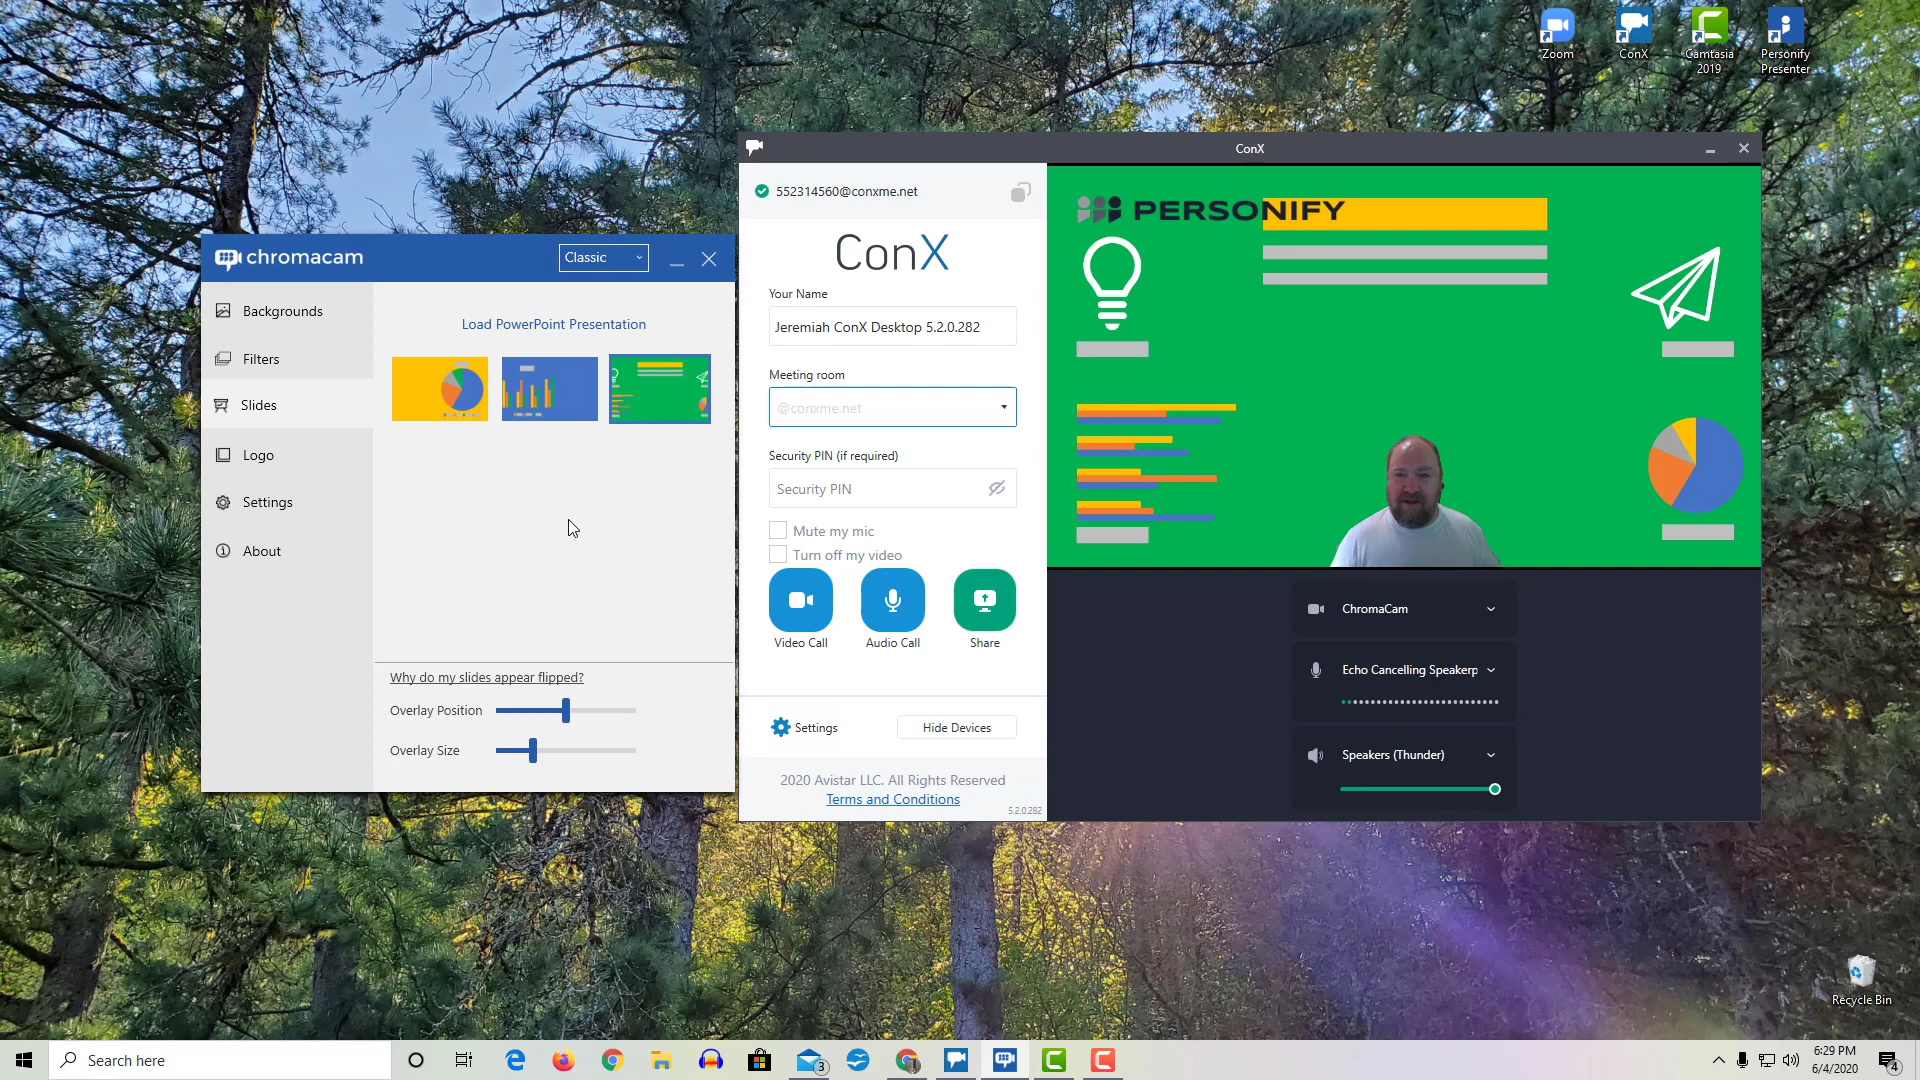 Zoom
ConX
Camtasia
2019
Personify
Presenter
ConX
552314560@conxme.net
ConX
Your Name
Jeremiah ConX Desktop 5.2.0.282
Meeting room
@conxme.net
Security PIN (if required)
Security PIN
Mute my mic
Turn off my video
Video Call
Audio Call
Share
Settings
Hide Devices
2020 Avistar LLC. All Rights Reserved
Terms and Conditions
5.2.0.282
PERSONIFY
ChromaCam
Echo Cancelling Speakerp
Speakers (Thunder)
chromacam
Classic
Backgrounds
Filters
Slides
Logo
Settings
About
Load PowerPoint Presentation
Why do my slides appear flipped?
Overlay Position
Overlay Size
Recycle Bin
Search here
3
6:29 PM
6/4/2020
4